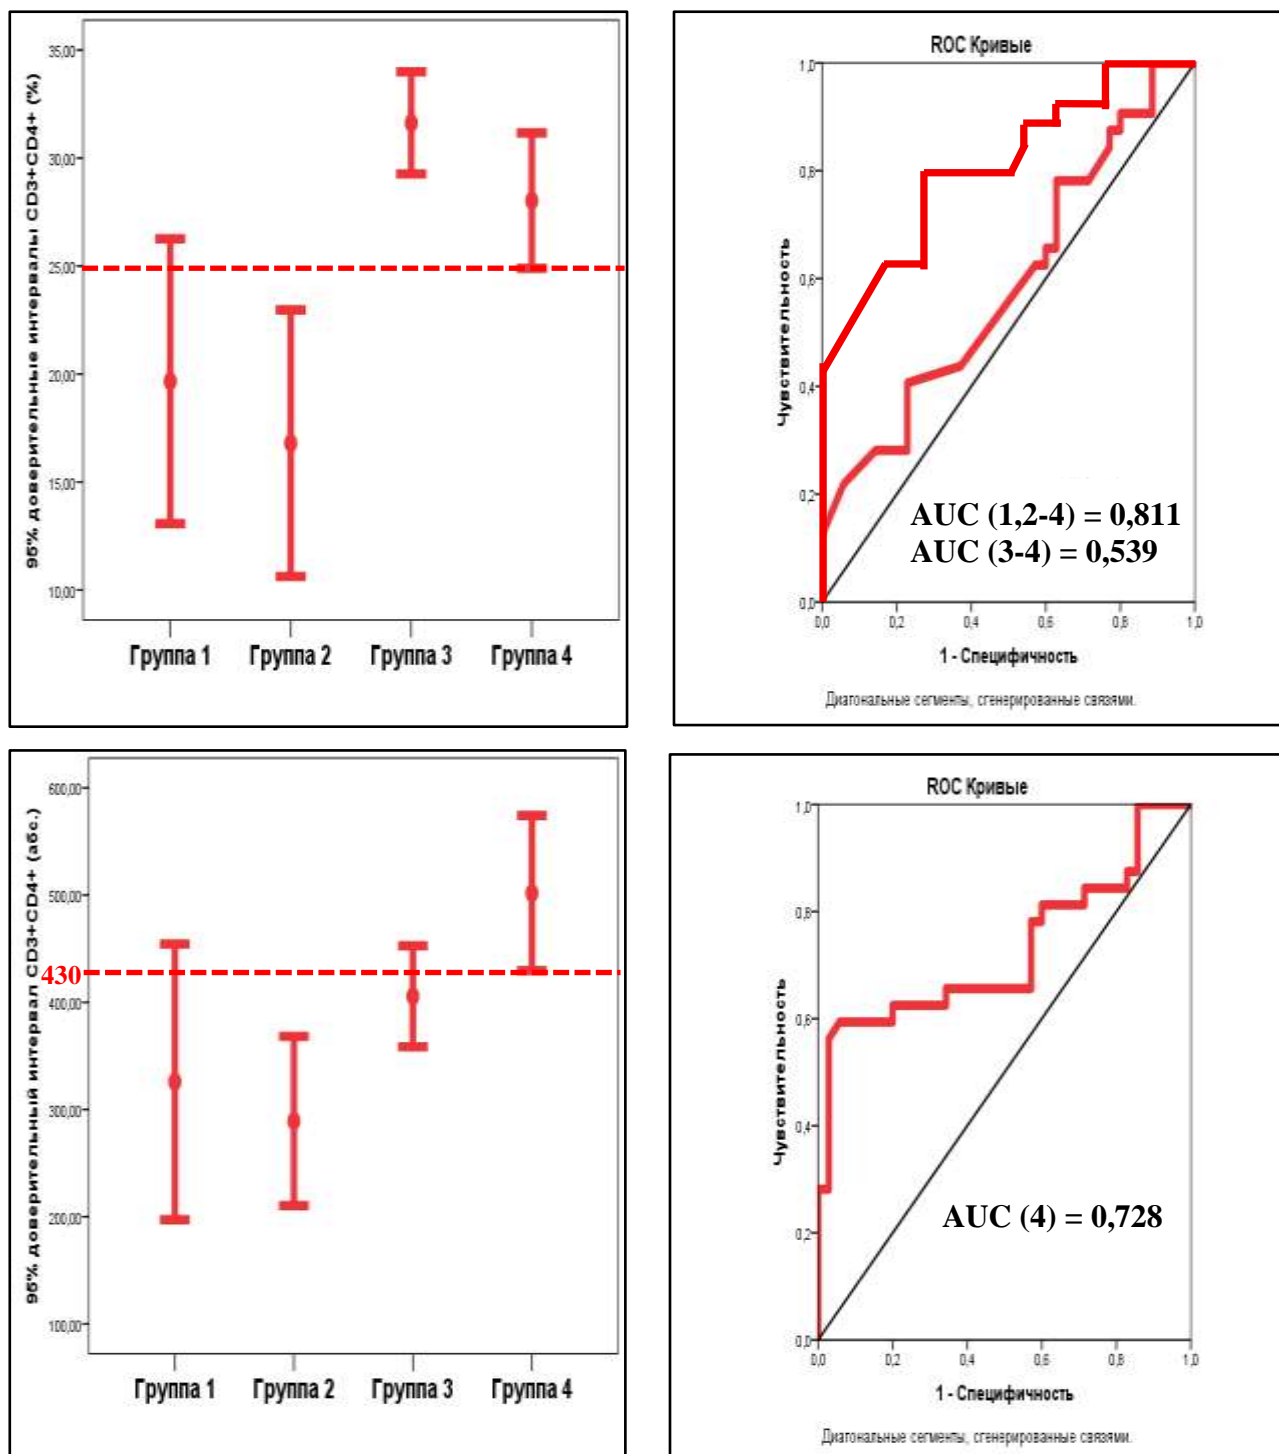 95% доверительные интервалы CD3+CD4+ (%)
35,00
30,00
25,00
20,00
15,00
10,00
Группа 1
Группа 2
Группа 3
Группа 4
ROC Кривые
Чувствительность
1,0
0,8
0,6
0,4
0,2
0,0
AUC (1,2-4) = 0,811
AUC (3-4) = 0,539
0,0
0,2
0,4
0,6
0,8
1,0
1 - Специфичность
Диагональные сегменты, сгенерированные связями.
95% доверительный интервал CD3+CD4+ (абс.)
600,00
500,00
430
400,00
300,00
200,00
100,00
Группа 1
Группа 2
Группа 3
Группа 4
ROC Кривые
Чувствительность
1,0
0,8
0,6
0,4
0,2
0,0
AUC (4) = 0,728
0,0
0,2
0,4
0,6
0,8
1,0
1 - Специфичность
Диагональные сегменты, сгенерированные связями.